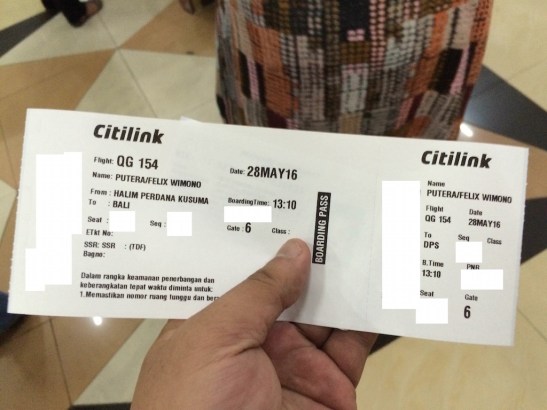 Citilink
Flight: QG 154
Date: 28MAY16
Name: PUTERA/FELIX WIMONO
From : HALIM PERDANA KUSUMA
BoardingTime: 13:10
To : BALI
Seat :
Seq :
Gate : 6
Class :
ETkt No :
SSR: SSR : (TDF)
Bagno:
Dalam rangka keamanan penerbangan dan
keberangkatan tepat waktu diminta untuk:
1.Memastikan nomor ruang tunggu dan
BOARDING PASS
Citilink
Name
PUTERA/FELIX WIMONO
Flight Date
QG 154 28MAY16
To Seq Class
DPS
B.Time PNR
13:10
Seat Gate
6